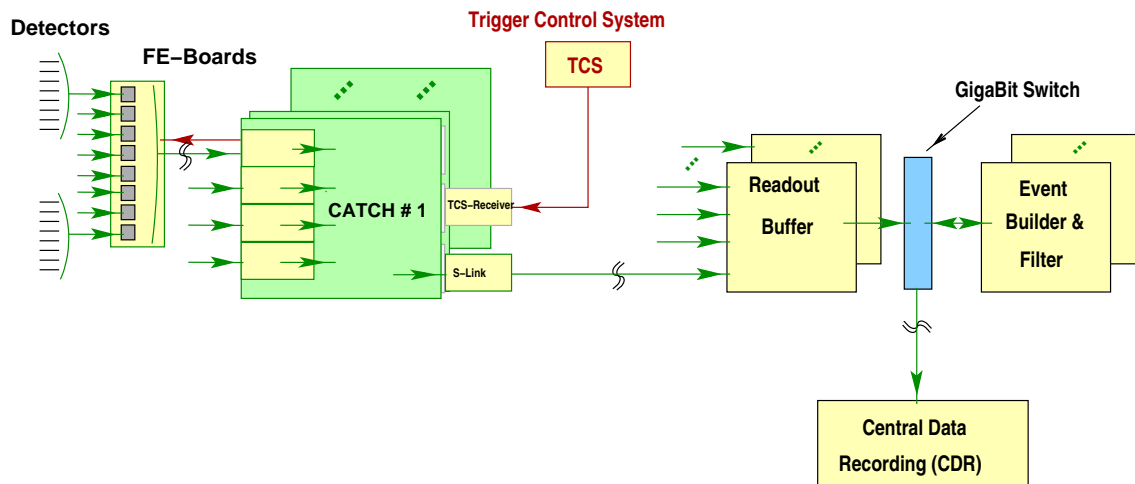 Trigger Control System
Detectors
FE−Boards
TCS
GigaBit Switch
CATCH # 1
TCS−Receiver
S−Link
Readout
Buffer
Event
Builder &
Filter
Central Data
Recording (CDR)